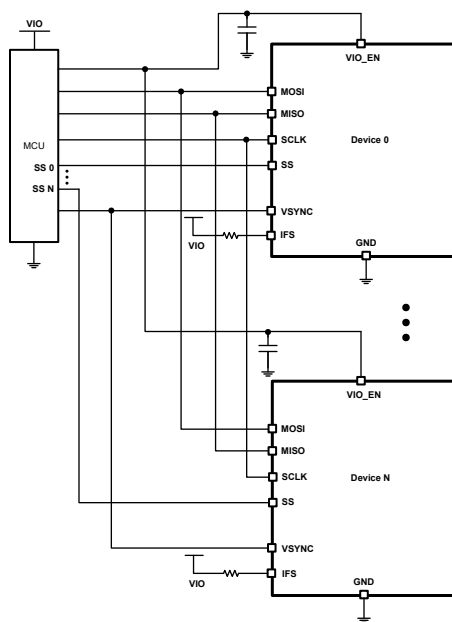 VIO
MCU
SS 0
SS N
VIO_EN
MOSI
MISO
SCLK
Device 0
SS
VSYNC
IFS
VIO
GND
VIO_EN
MOSI
MISO
SCLK
Device N
SS
VSYNC
IFS
VIO
GND